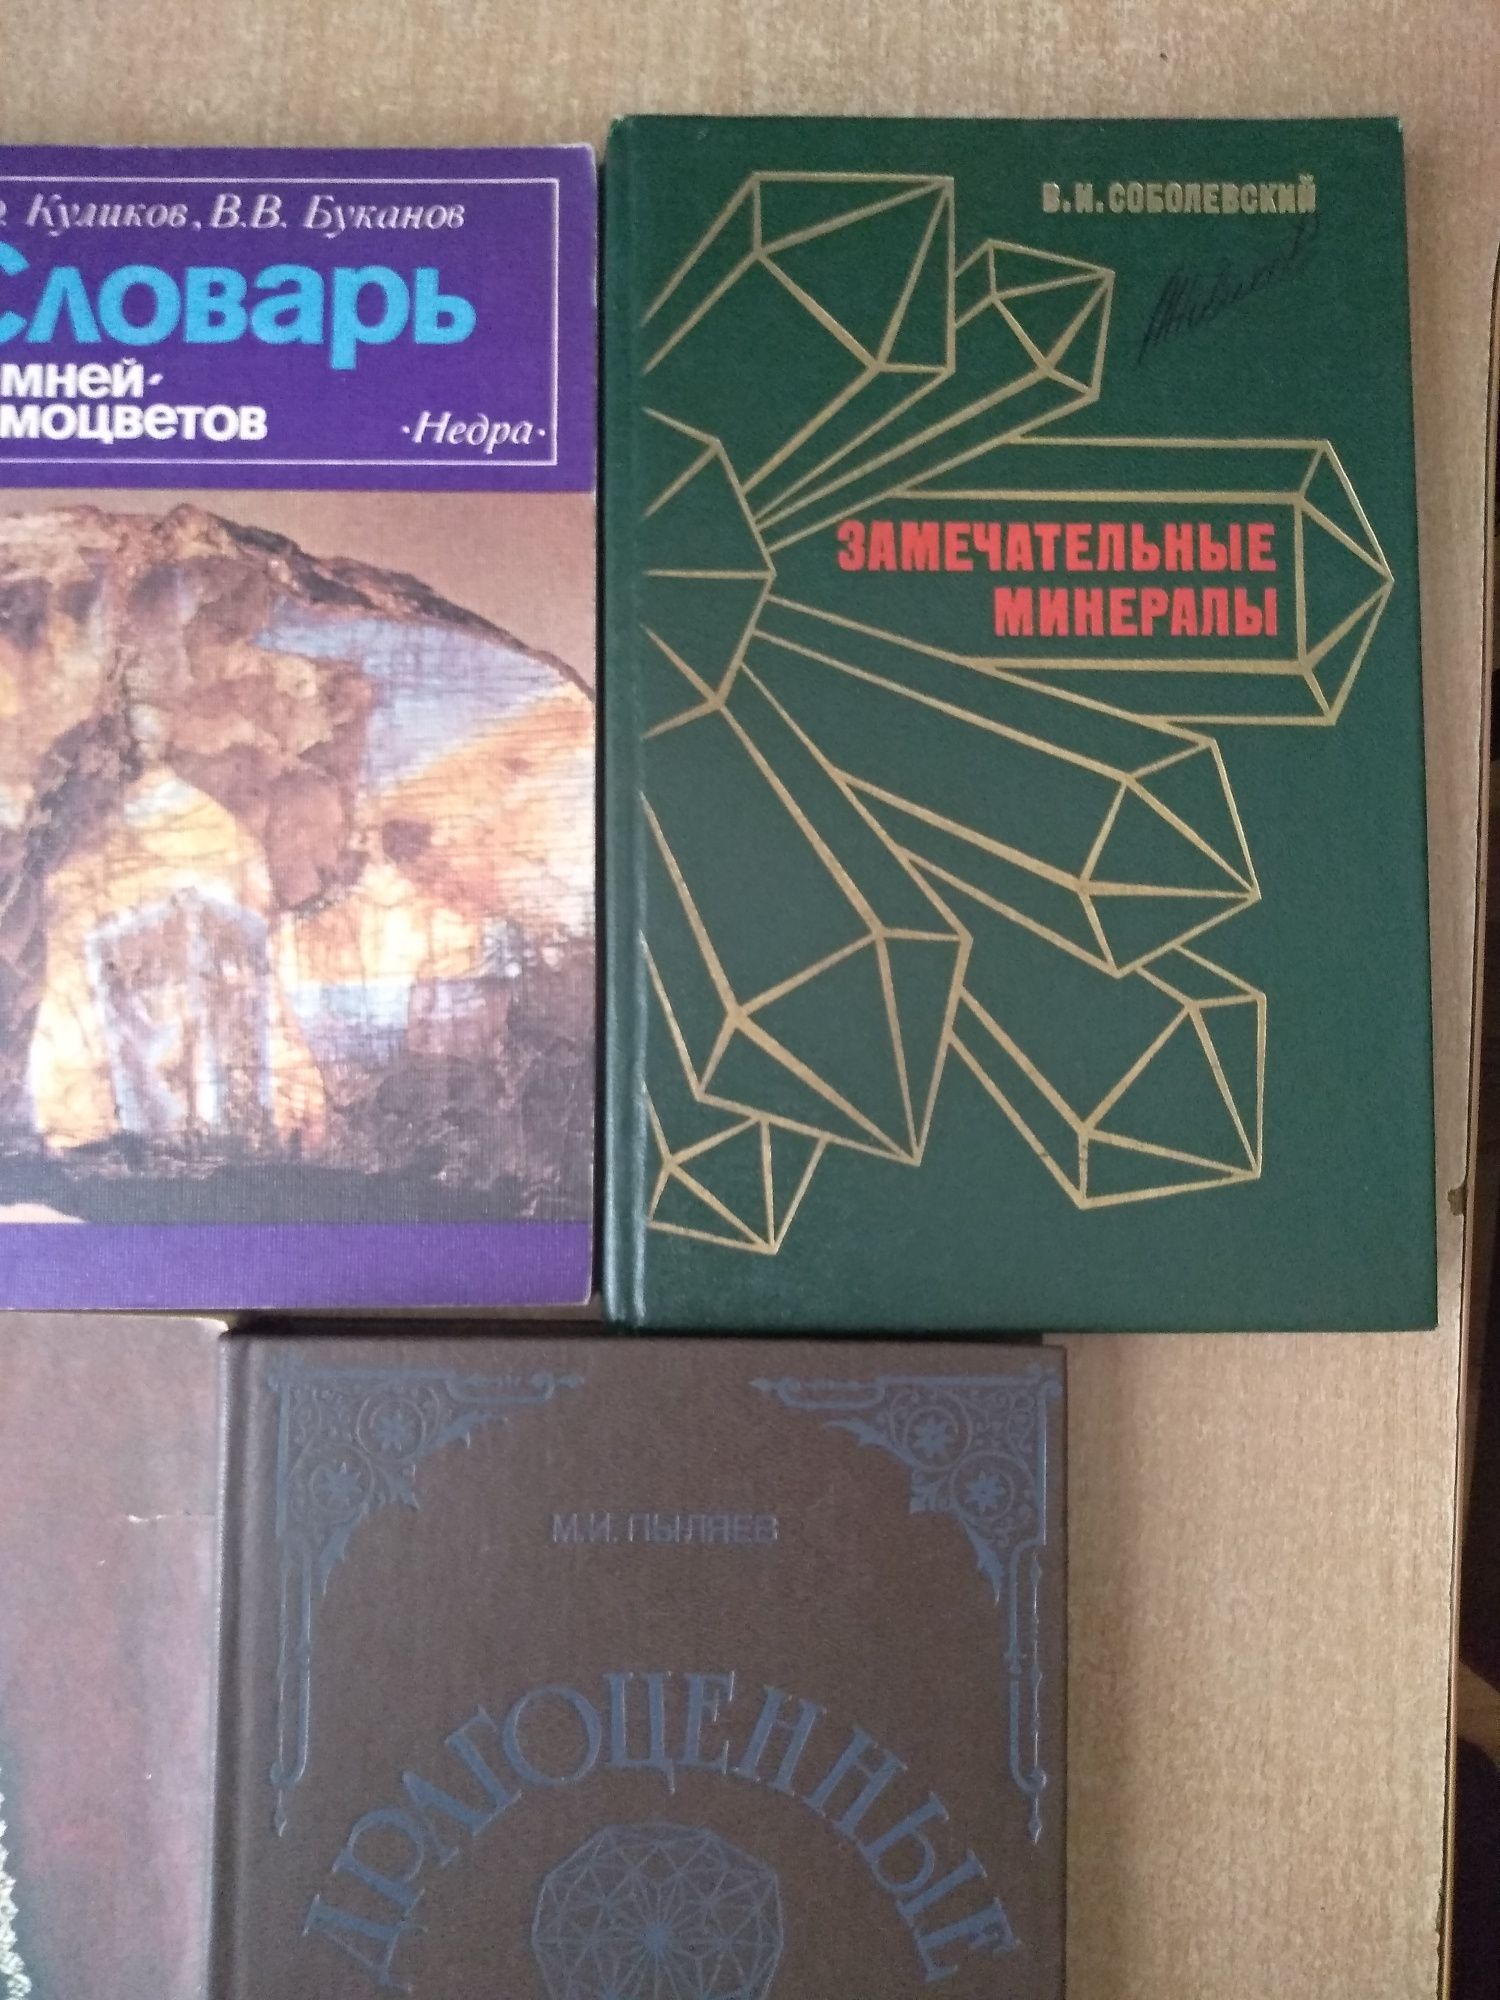 Куликов, В.В. Буканов
Словарь
мней-
моцветов
·Недра·
В.И. СОБОЛЕВСКИЙ
ЗАМЕЧАТЕЛЬНЫЕ
МИНЕРАЛЫ
М.И. ПЫЛЯЕВ
ДРАГОЦЕННЫЕ